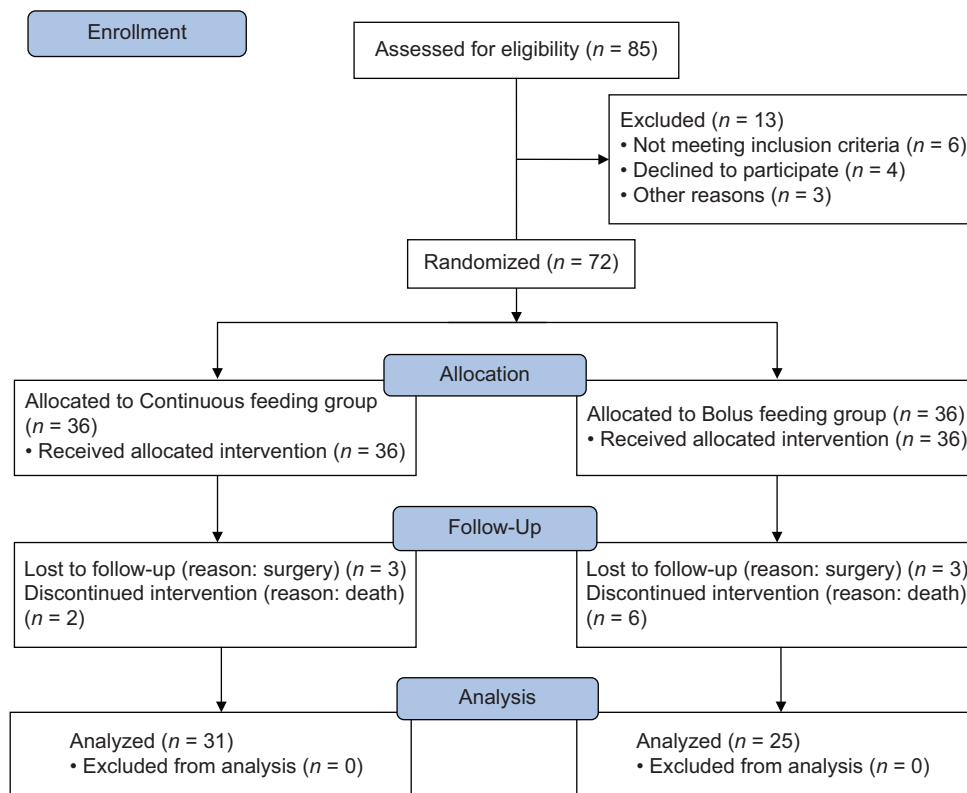 Enrollment
Assessed for eligibility (n = 85)
Excluded (n = 13)
• Not meeting inclusion criteria (n = 6)
• Declined to participate (n = 4)
• Other reasons (n = 3)
Randomized (n = 72)
Allocation
Allocated to Continuous feeding group
(n = 36)
• Received allocated intervention (n = 36)
Allocated to Bolus feeding group (n = 36)
• Received allocated intervention (n = 36)
Follow-Up
Lost to follow-up (reason: surgery) (n = 3)
Discontinued intervention (reason: death)
(n = 2)
Lost to follow-up (reason: surgery) (n = 3)
Discontinued intervention (reason: death)
(n = 6)
Analysis
Analyzed (n = 31)
• Excluded from analysis (n = 0)
Analyzed (n = 25)
• Excluded from analysis (n = 0)